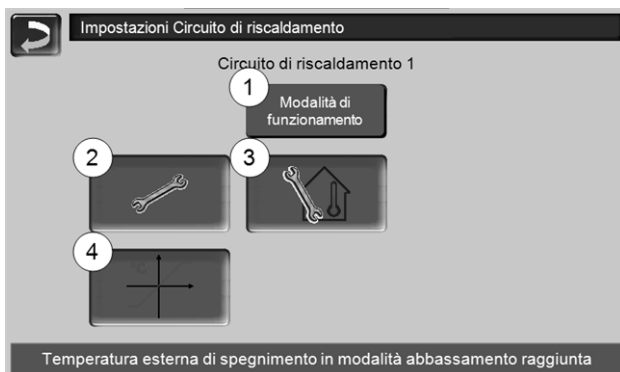 Impostazioni Circuito di riscaldamento
Circuito di riscaldamento 1
1
Modalità di
funzionamento
2
3
4
°C
Temperatura esterna di spegnimento in modalità abbassamento raggiunta